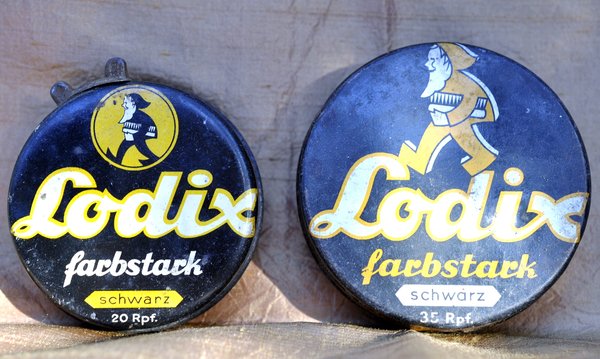 Lodix
farbstark
schwarz
20 Rpf.
Lodix
farbstark
schwarz
35 Rpf.